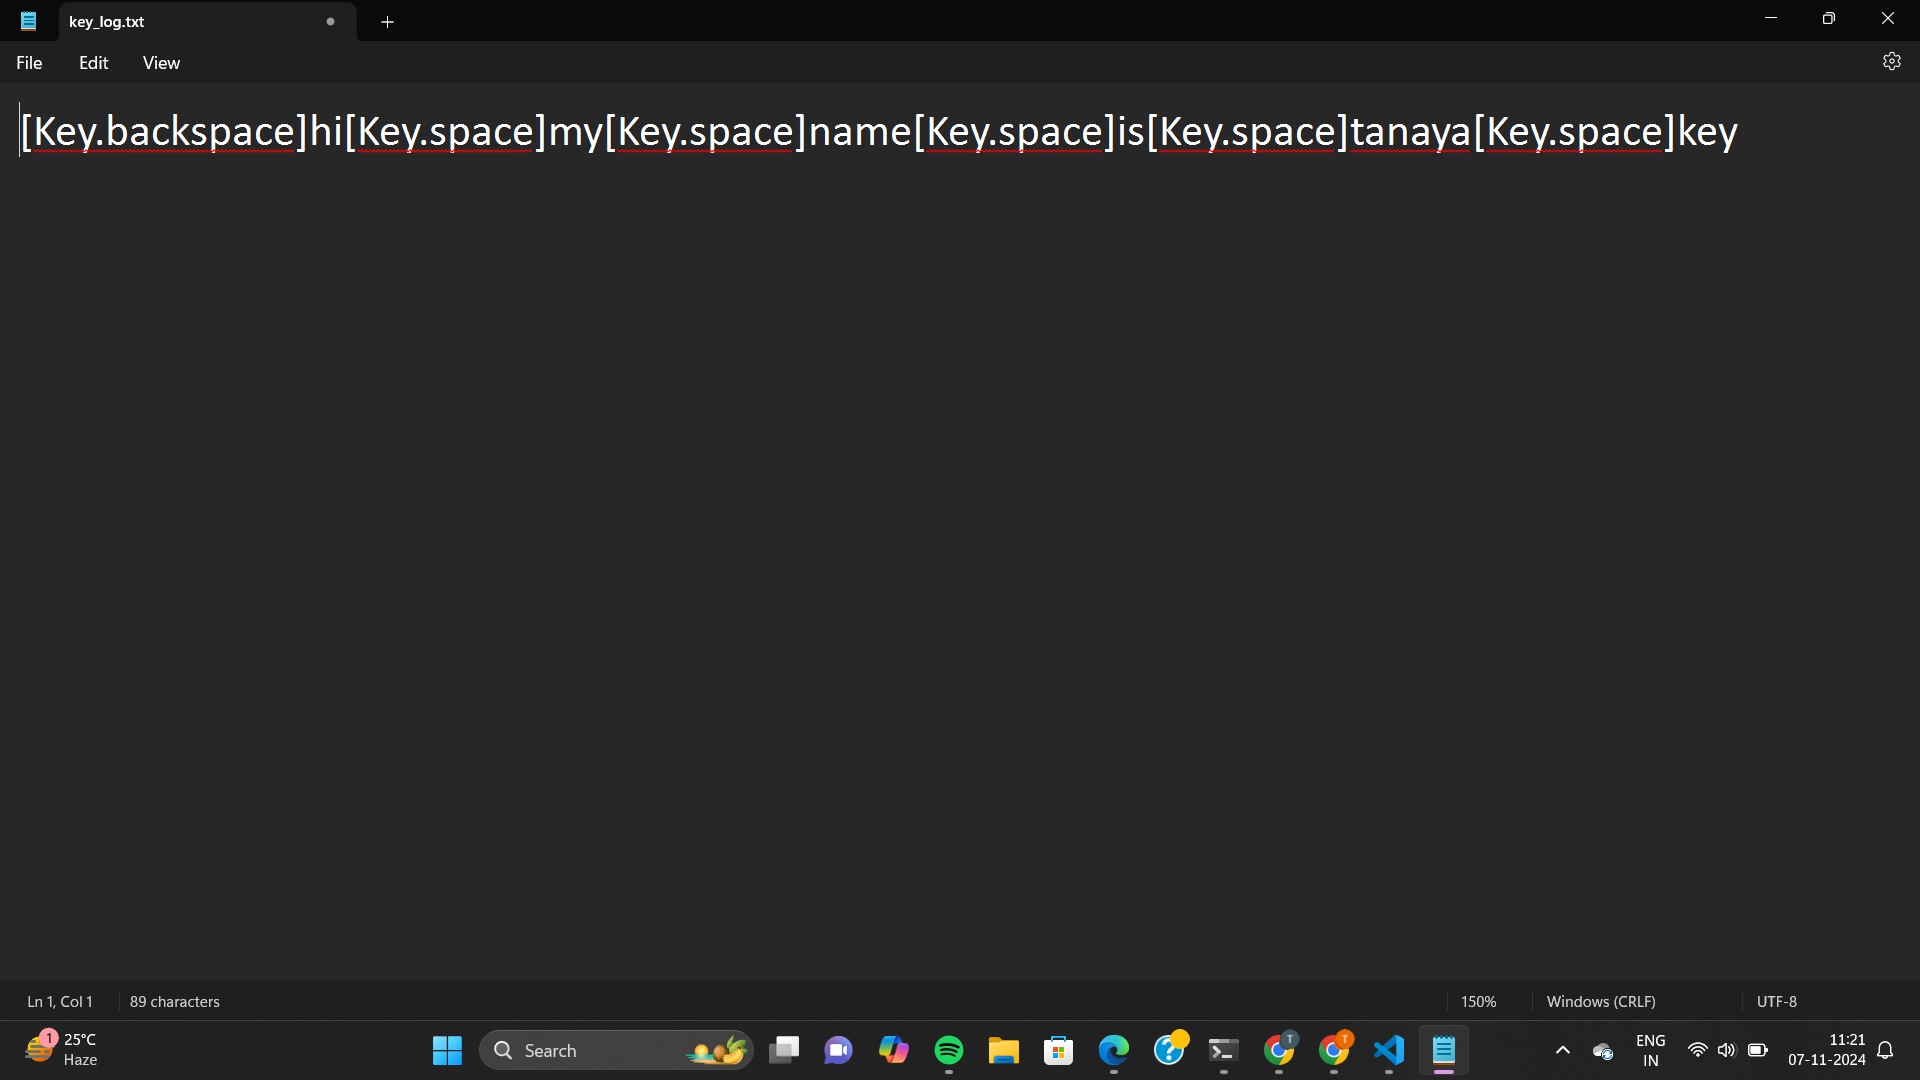 key_log.txt
File Edit View
[Key.backspace]hi[Key.space]my[Key.space]name[Key.space]is[Key.space]tanaya[Key.space]key
Ln 1, Col 1 89 characters 150% Windows (CRLF) UTF-8
1 25°C
Haze
Search
T
T
ENG
IN
11:21
07-11-2024